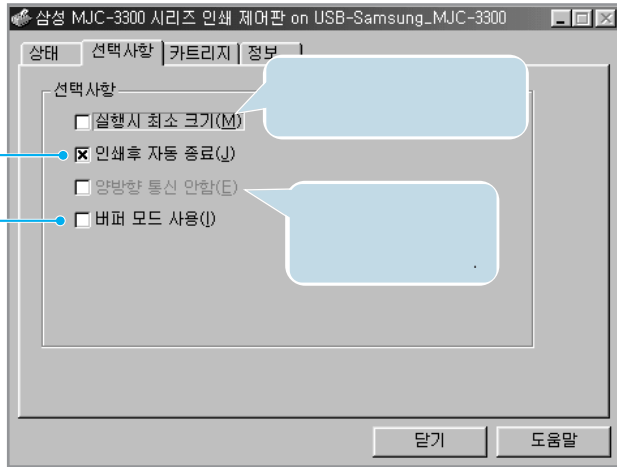 삼성 MJC-3300 시리즈 인쇄 제어판 on USB-Samsung_MJC-3300
상태 선택사항 카트리지 정보
선택사항
실행시 최소 크기(M)
인쇄후 자동 종료(J)
양방향 통신 안함(E)
버퍼 모드 사용(I)
.
닫기 도움말